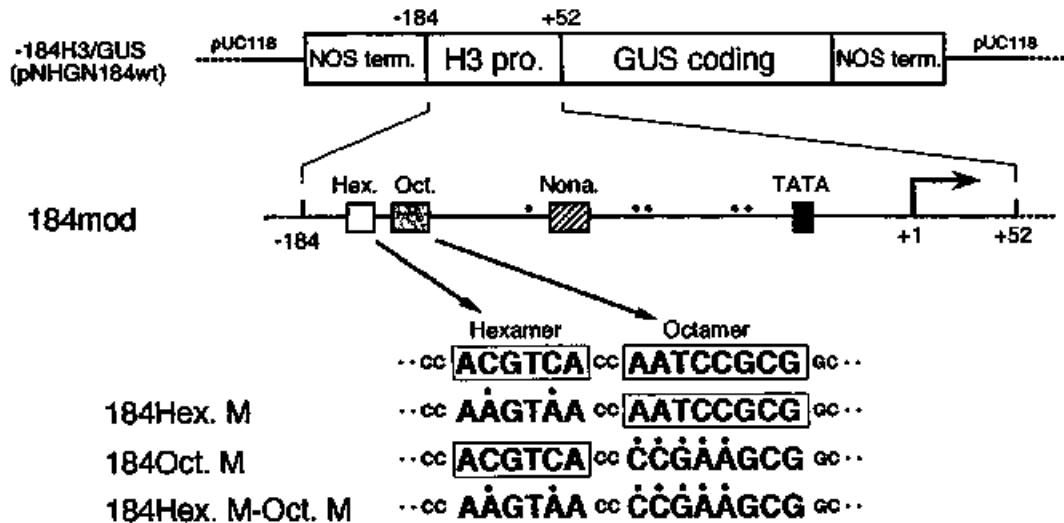 -184 +52
-184H3/GUS
(pNHGN184wt)
pUC118 NOS term. H3 pro. GUS coding NOS term. pUC118
Hex. Oct. Nona. TATA
184mod
-184 +1 +52
Hexamer Octamer
··CC ACGTCA CC AATCCGCG GC··
184Hex. M ··CC AAGTAA CC AATCCGCG GC··
184Oct. M ··CC ACGTCA CC CCGAAGCG GC··
184Hex. M-Oct. M ··CC AAGTAA CC CCGAAGCG GC··